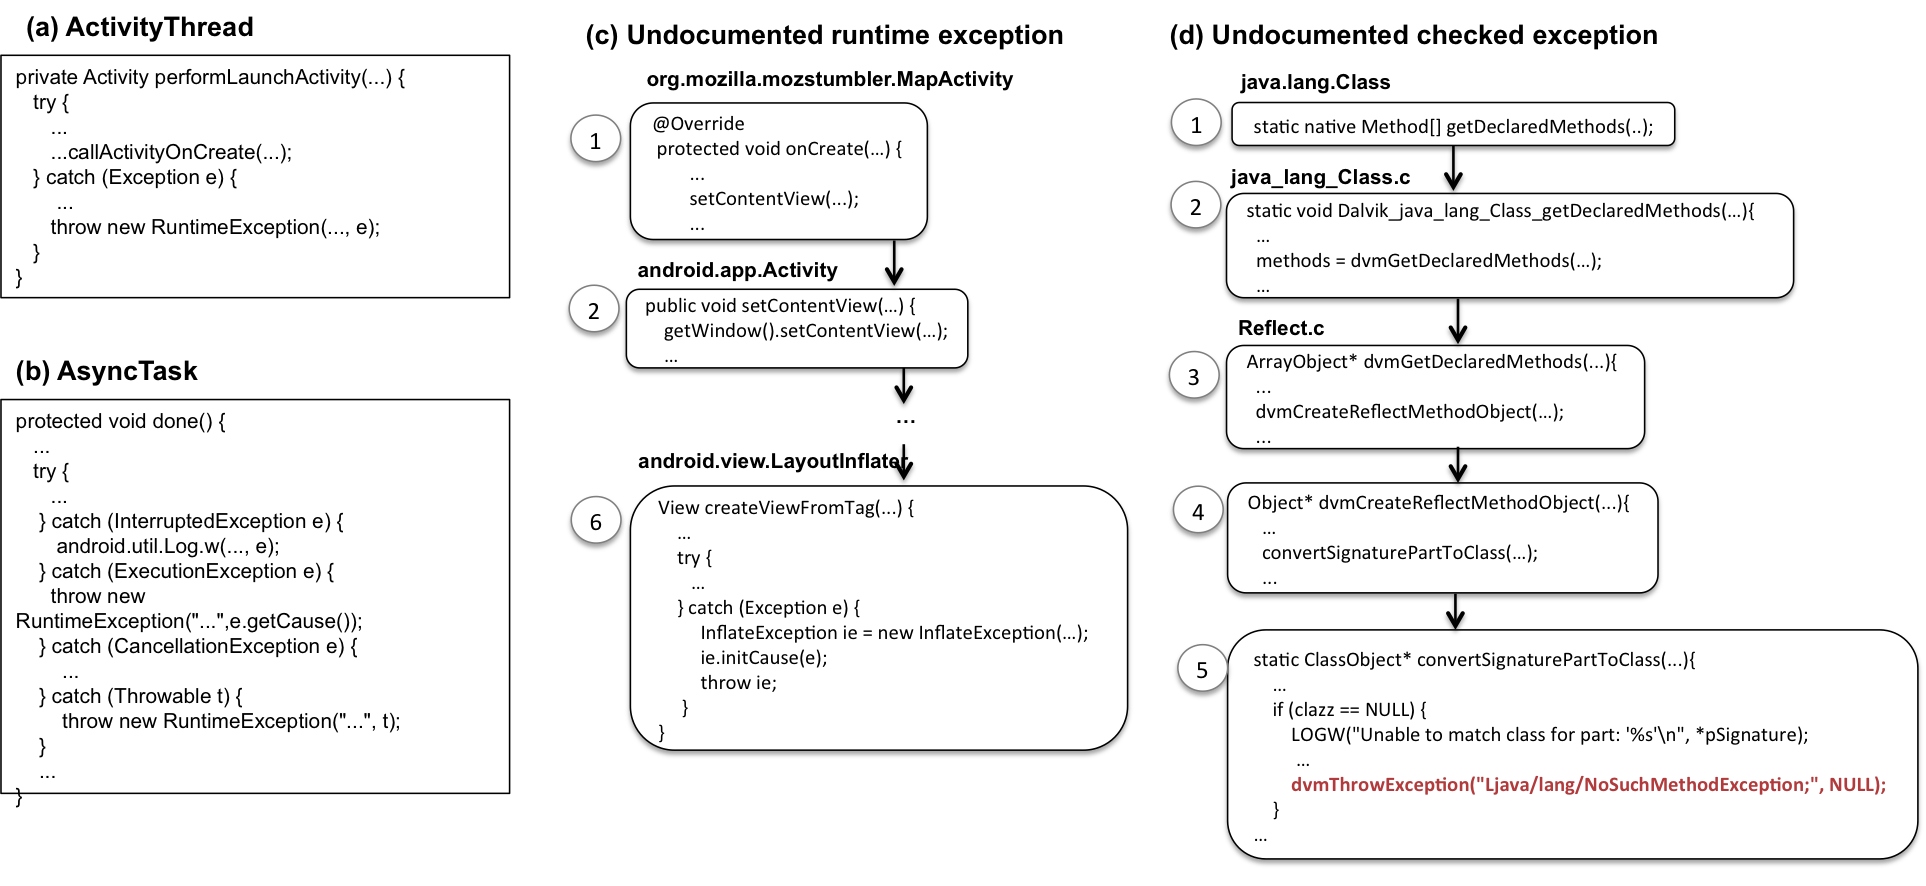 (a) ActivityThread
private Activity performLaunchActivity(...) {
try {
...
...callActivityOnCreate(...);
} catch (Exception e) {
...
throw new RuntimeException(..., e);
}
}
(b) AsyncTask
protected void done() {
...
try {
...
} catch (InterruptedException e) {
android.util.Log.w(..., e);
} catch (ExecutionException e) {
throw new
RuntimeException("...",e.getCause());
} catch (CancellationException e) {
...
} catch (Throwable t) {
throw new RuntimeException("...", t);
}
...
}
(c) Undocumented runtime exception
org.mozilla.mozstumbler.MapActivity
1
@Override
protected void onCreate(...) {
...
setContentView(...);
...
android.app.Activity
2
public void setContentView(...) {
getWindow().setContentView(...);
...
...
android.view.LayoutInflater
6
View createViewFromTag(...) {
...
try {
...
} catch (Exception e) {
InflateException ie = new InflateException(...);
ie.initCause(e);
throw ie;
}
}
(d) Undocumented checked exception
java.lang.Class
1
static native Method[] getDeclaredMethods(..);
java_lang_Class.c
2
static void Dalvik_java_lang_Class_getDeclaredMethods(...){
...
methods = dvmGetDeclaredMethods(...);
...
Reflect.c
3
ArrayObject* dvmGetDeclaredMethods(...){
...
dvmCreateReflectMethodObject(...);
...
4
Object* dvmCreateReflectMethodObject(...){
...
convertSignaturePartToClass(...);
...
5
static ClassObject* convertSignaturePartToClass(...){
...
if (clazz == NULL) {
LOGW("Unable to match class for part: '%s'\n", *pSignature);
...
dvmThrowException("Ljava/lang/NoSuchMethodException;", NULL);
}
...